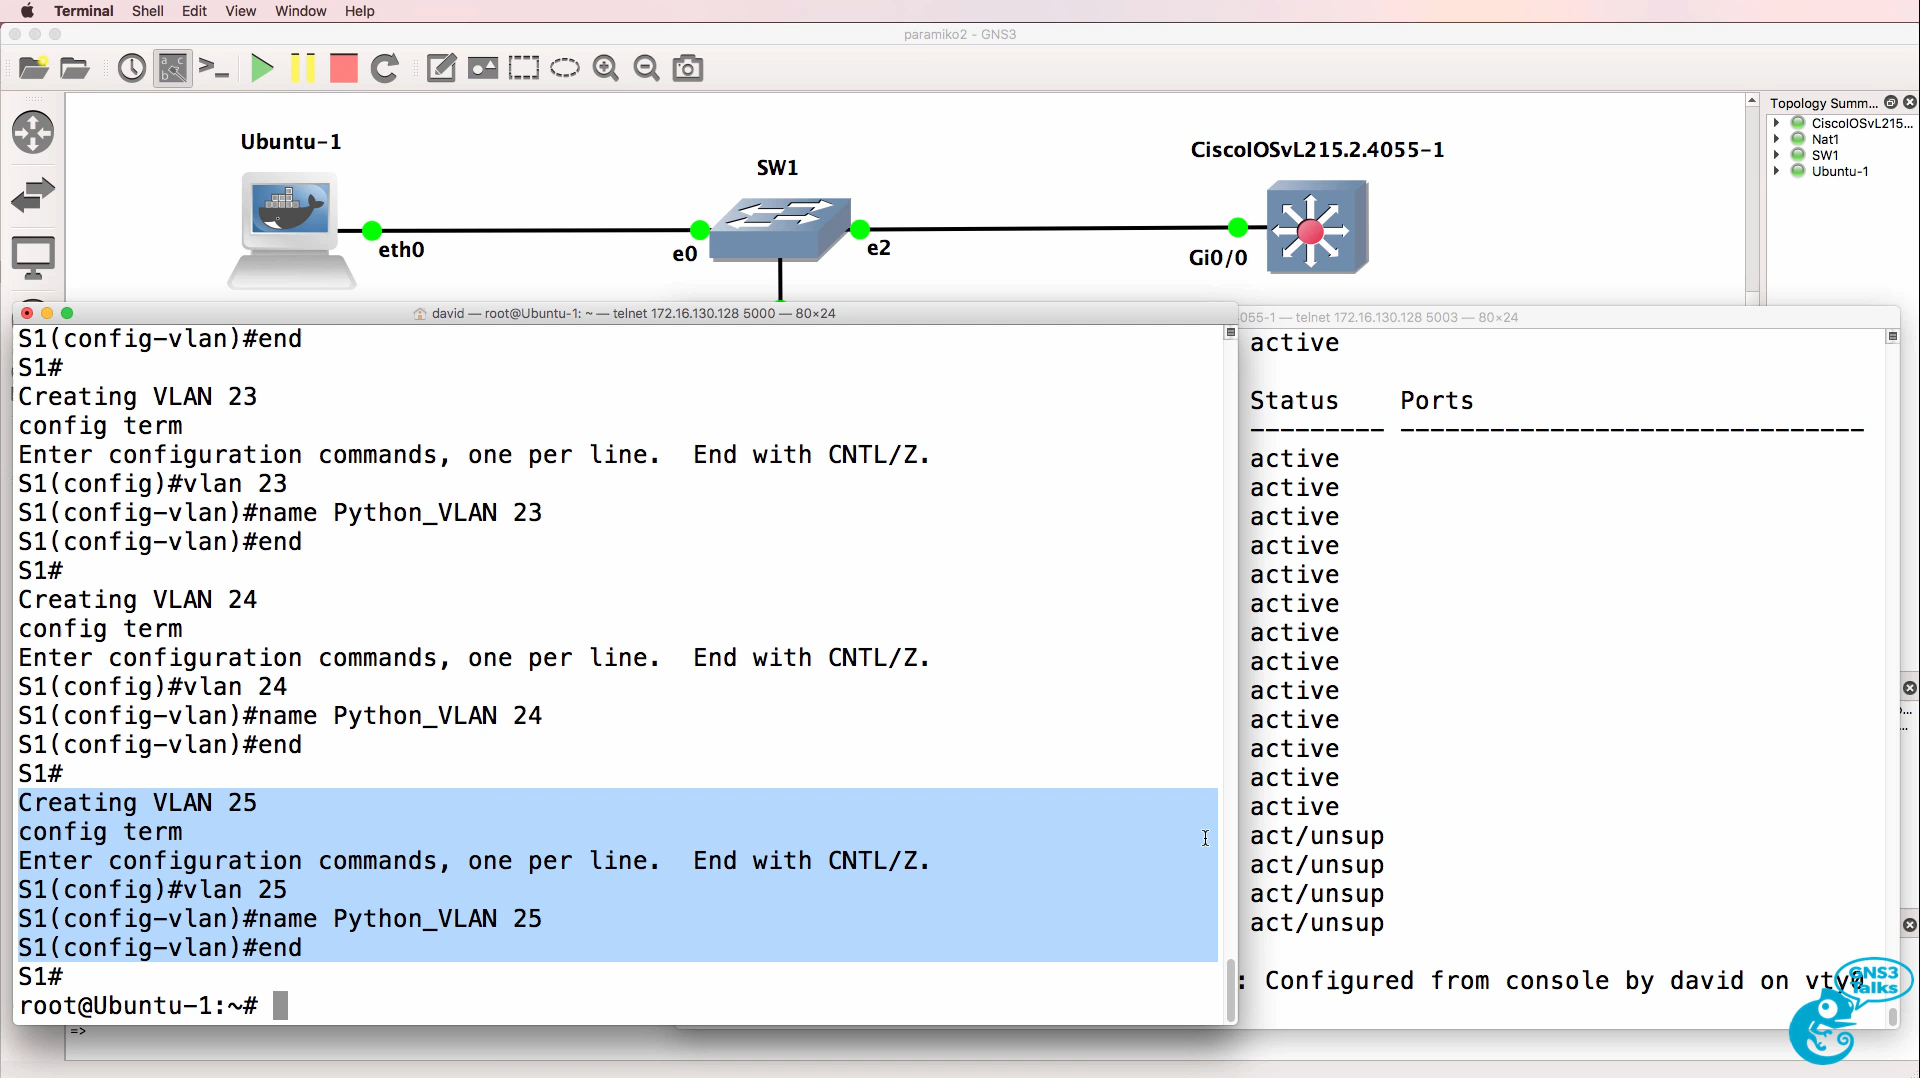 Terminal Shell Edit View Window Help
paramiko2 - GNS3
Topology Summ...
CiscoIOSvL215...
Nat1
SW1
Ubuntu-1
Ubuntu-1
SW1
CiscoIOSvL215.2.4055-1
eth0
e0
e2
Gi0/0
david — root@Ubuntu-1: ~ — telnet 172.16.130.128 5000 — 80×24
S1(config-vlan)#end
S1#
Creating VLAN 23
config term
Enter configuration commands, one per line.  End with CNTL/Z.
S1(config)#vlan 23
S1(config-vlan)#name Python_VLAN 23
S1(config-vlan)#end
S1#
Creating VLAN 24
config term
Enter configuration commands, one per line.  End with CNTL/Z.
S1(config)#vlan 24
S1(config-vlan)#name Python_VLAN 24
S1(config-vlan)#end
S1#
Creating VLAN 25
config term
Enter configuration commands, one per line.  End with CNTL/Z.
S1(config)#vlan 25
S1(config-vlan)#name Python_VLAN 25
S1(config-vlan)#end
S1#
root@Ubuntu-1:~#
=>
055-1 — telnet 172.16.130.128 5003 — 80×24
active
Status    Ports
--------- -------------------------------
active
active
active
active
active
active
active
active
active
active
active
active
active
act/unsup
act/unsup
act/unsup
act/unsup
: Configured from console by david on vty0
GNS3
Talks